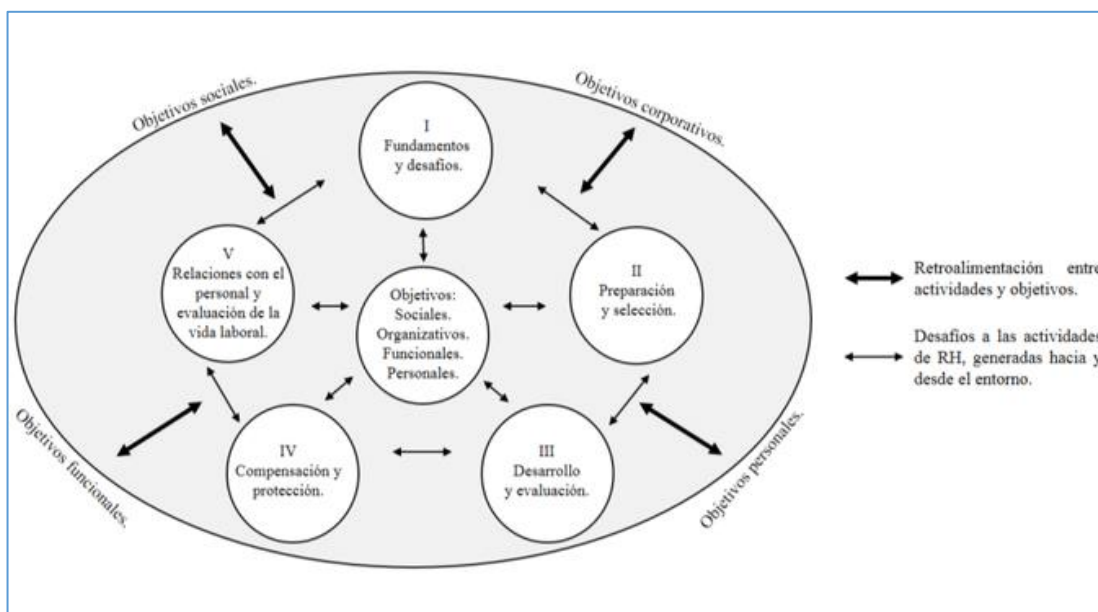 Objetivos sociales.
Objetivos corporativos.
I
Fundamentos
y desafíos.
V
Relaciones con el
personal y
evaluación de la
vida laboral.
Objetivos:
Sociales.
Organizativos.
Funcionales.
Personales.
II
Preparación
y selección.
IV
Compensación y
protección.
III
Desarrollo
y evaluación.
Objetivos funcionales.
Objetivos personales.
Retroalimentación entre
actividades y objetivos.
Desafíos a las actividades
de RH, generadas hacia y
desde el entorno.